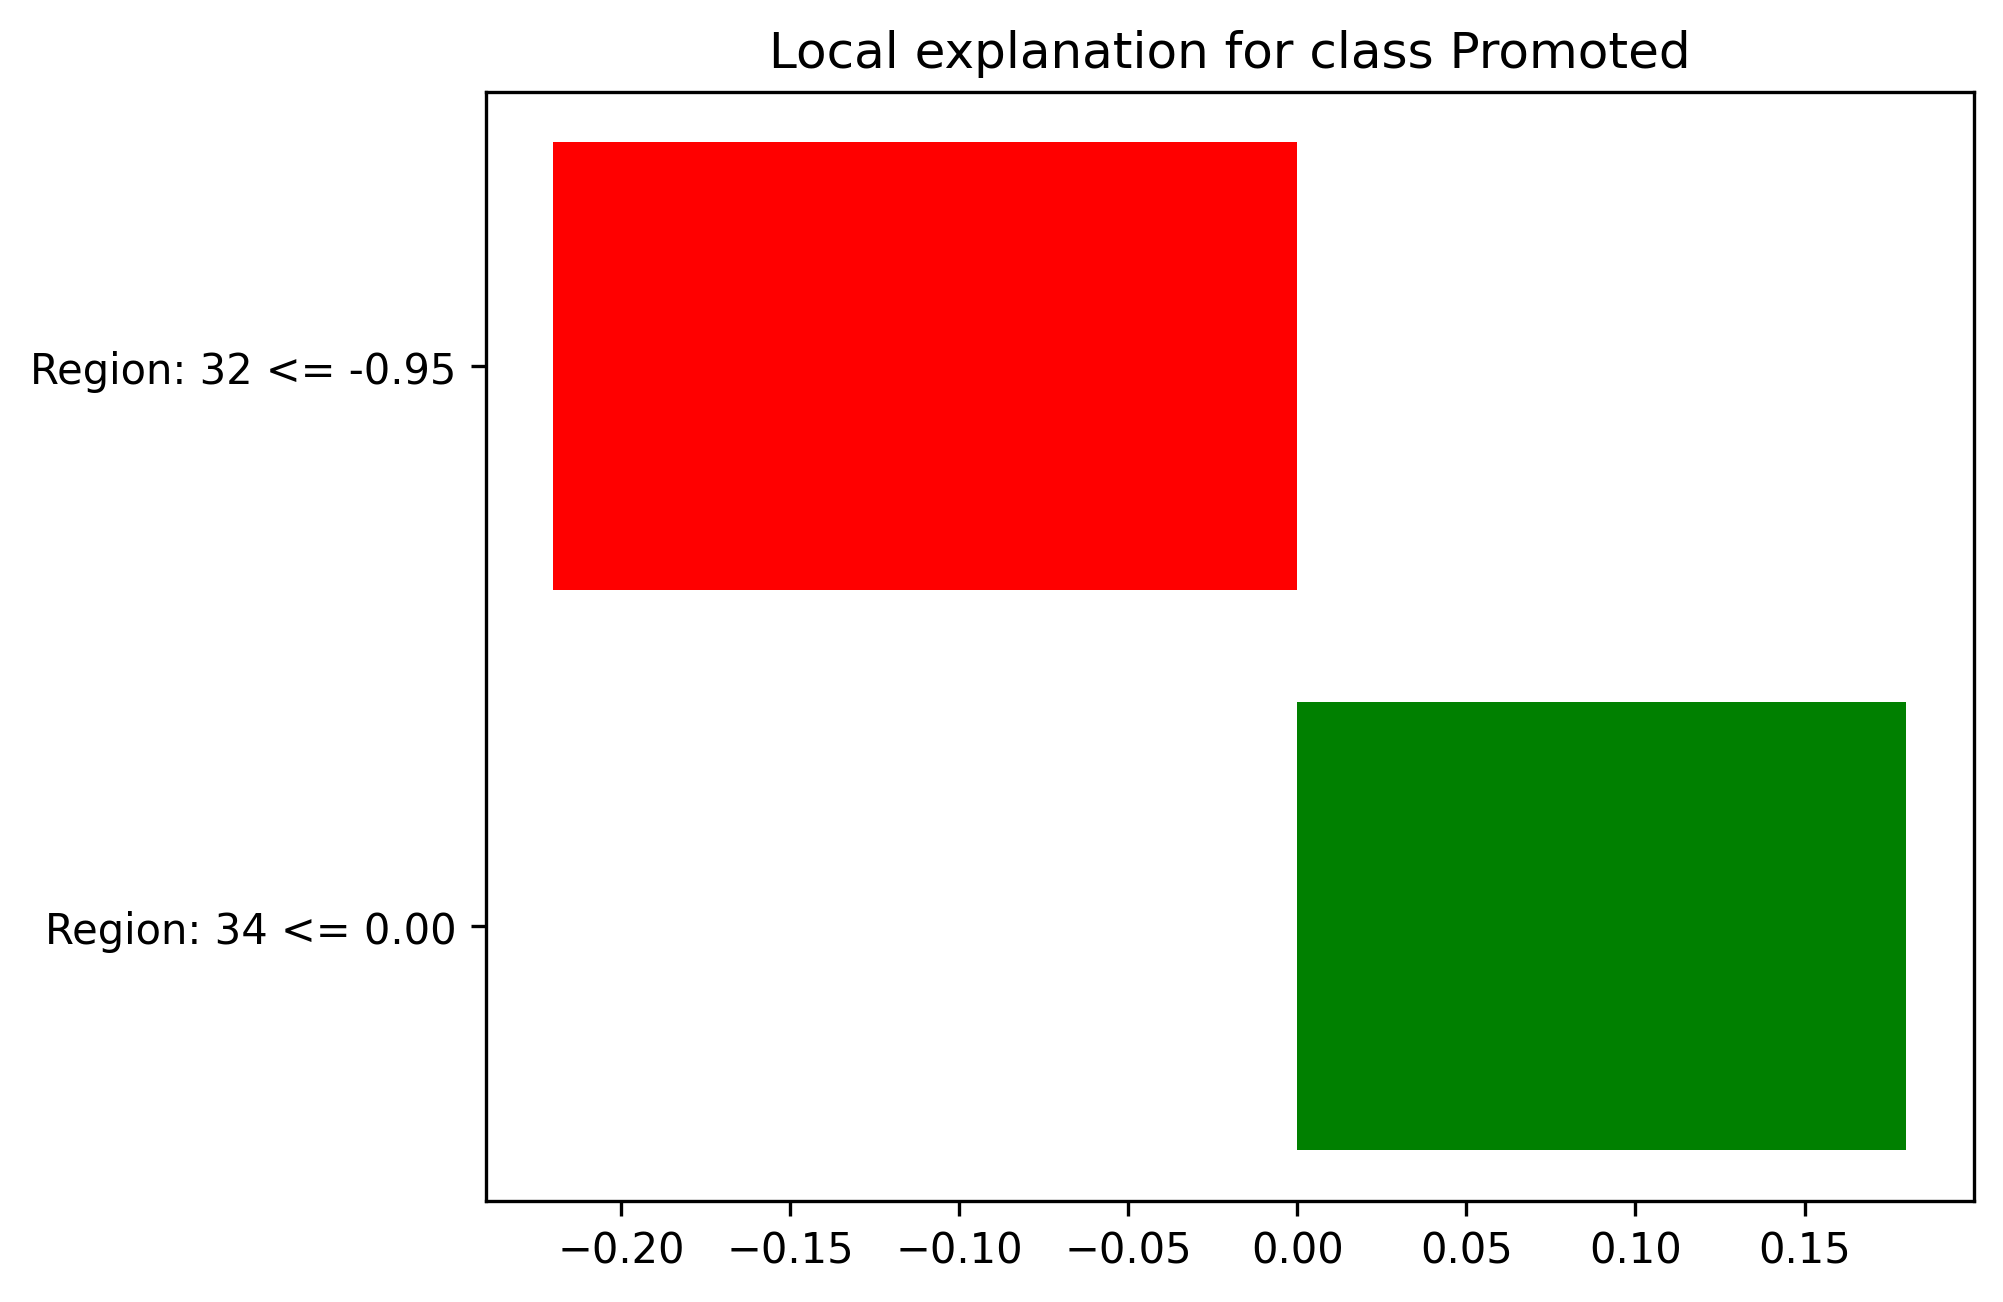 Local explanation for class Promoted
Region: 32 <= -0.95
Region: 34 <= 0.00
−0.20 −0.15 −0.10 −0.05 0.00 0.05 0.10 0.15